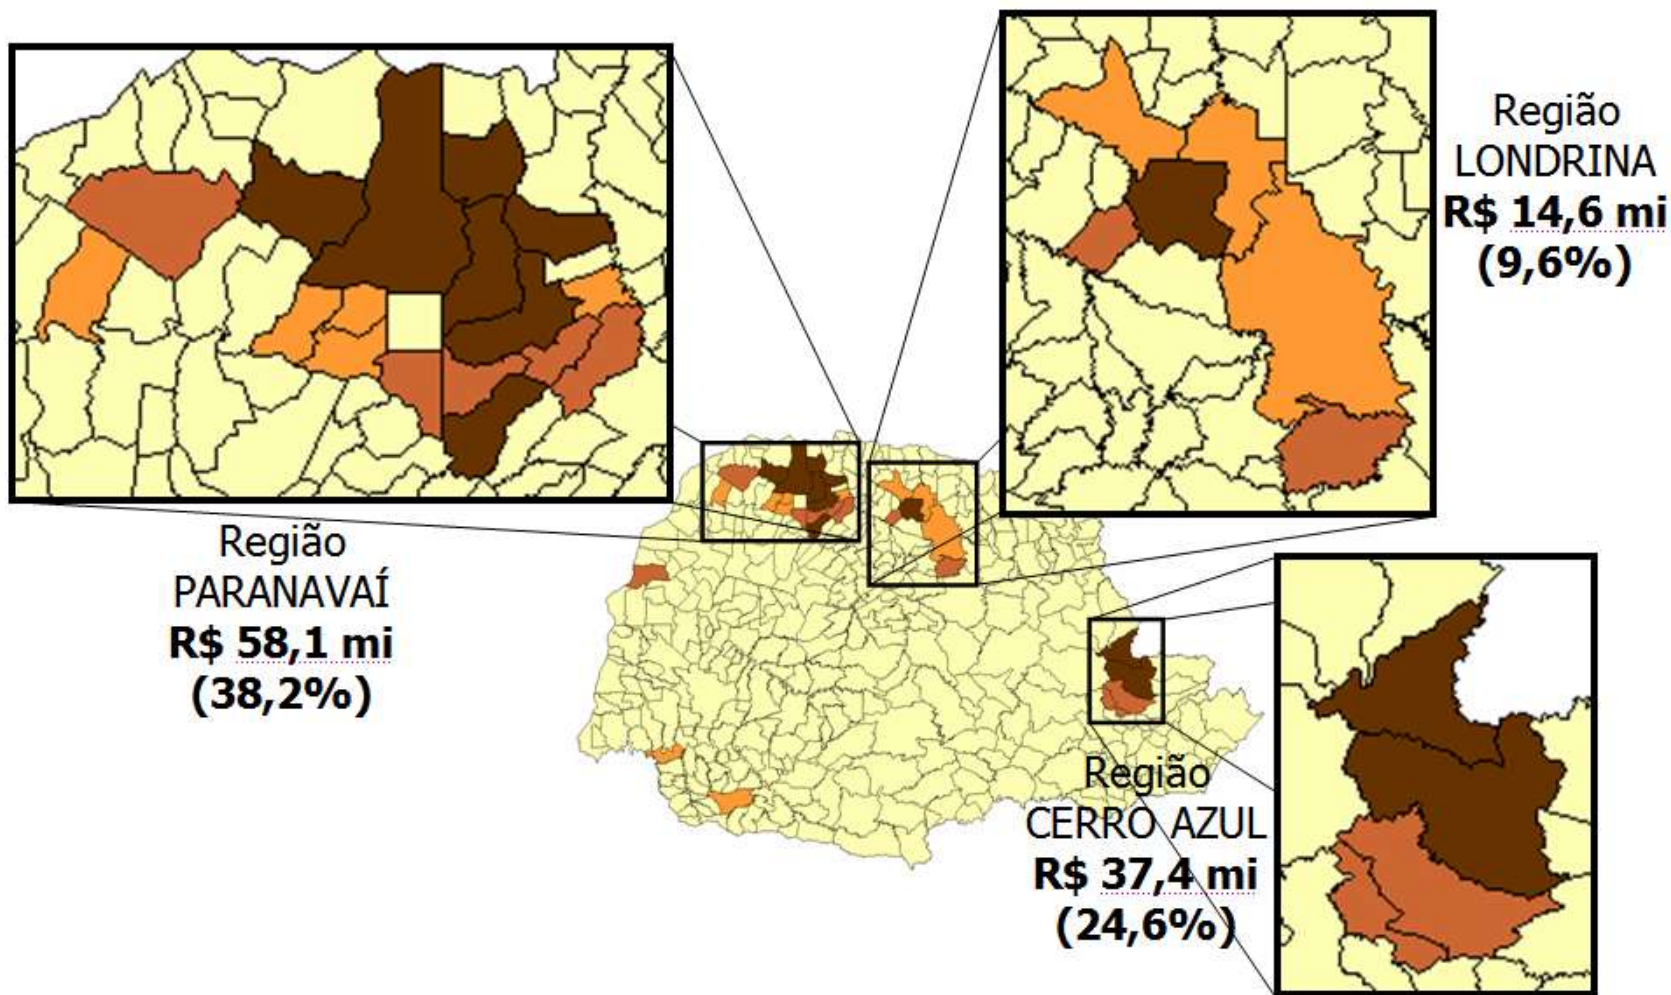 Região
LONDRINA
R$ 14,6 mi
(9,6%)
Região
PARANAVAÍ
R$ 58,1 mi
(38,2%)
Região
CERRO AZUL
R$ 37,4 mi
(24,6%)